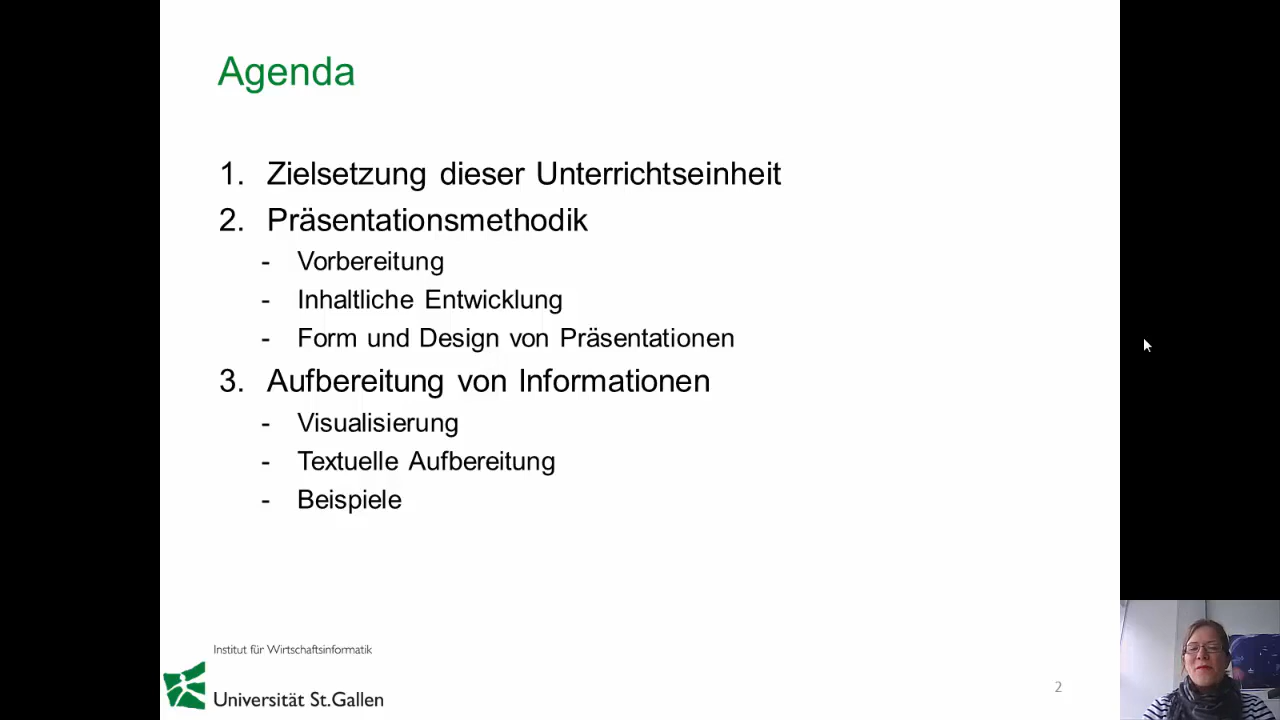 Agenda
1. Zielsetzung dieser Unterrichtseinheit
2. Präsentationsmethodik
- Vorbereitung
- Inhaltliche Entwicklung
- Form und Design von Präsentationen
3. Aufbereitung von Informationen
- Visualisierung
- Textuelle Aufbereitung
- Beispiele
Institut für Wirtschaftsinformatik
Universität St.Gallen
2